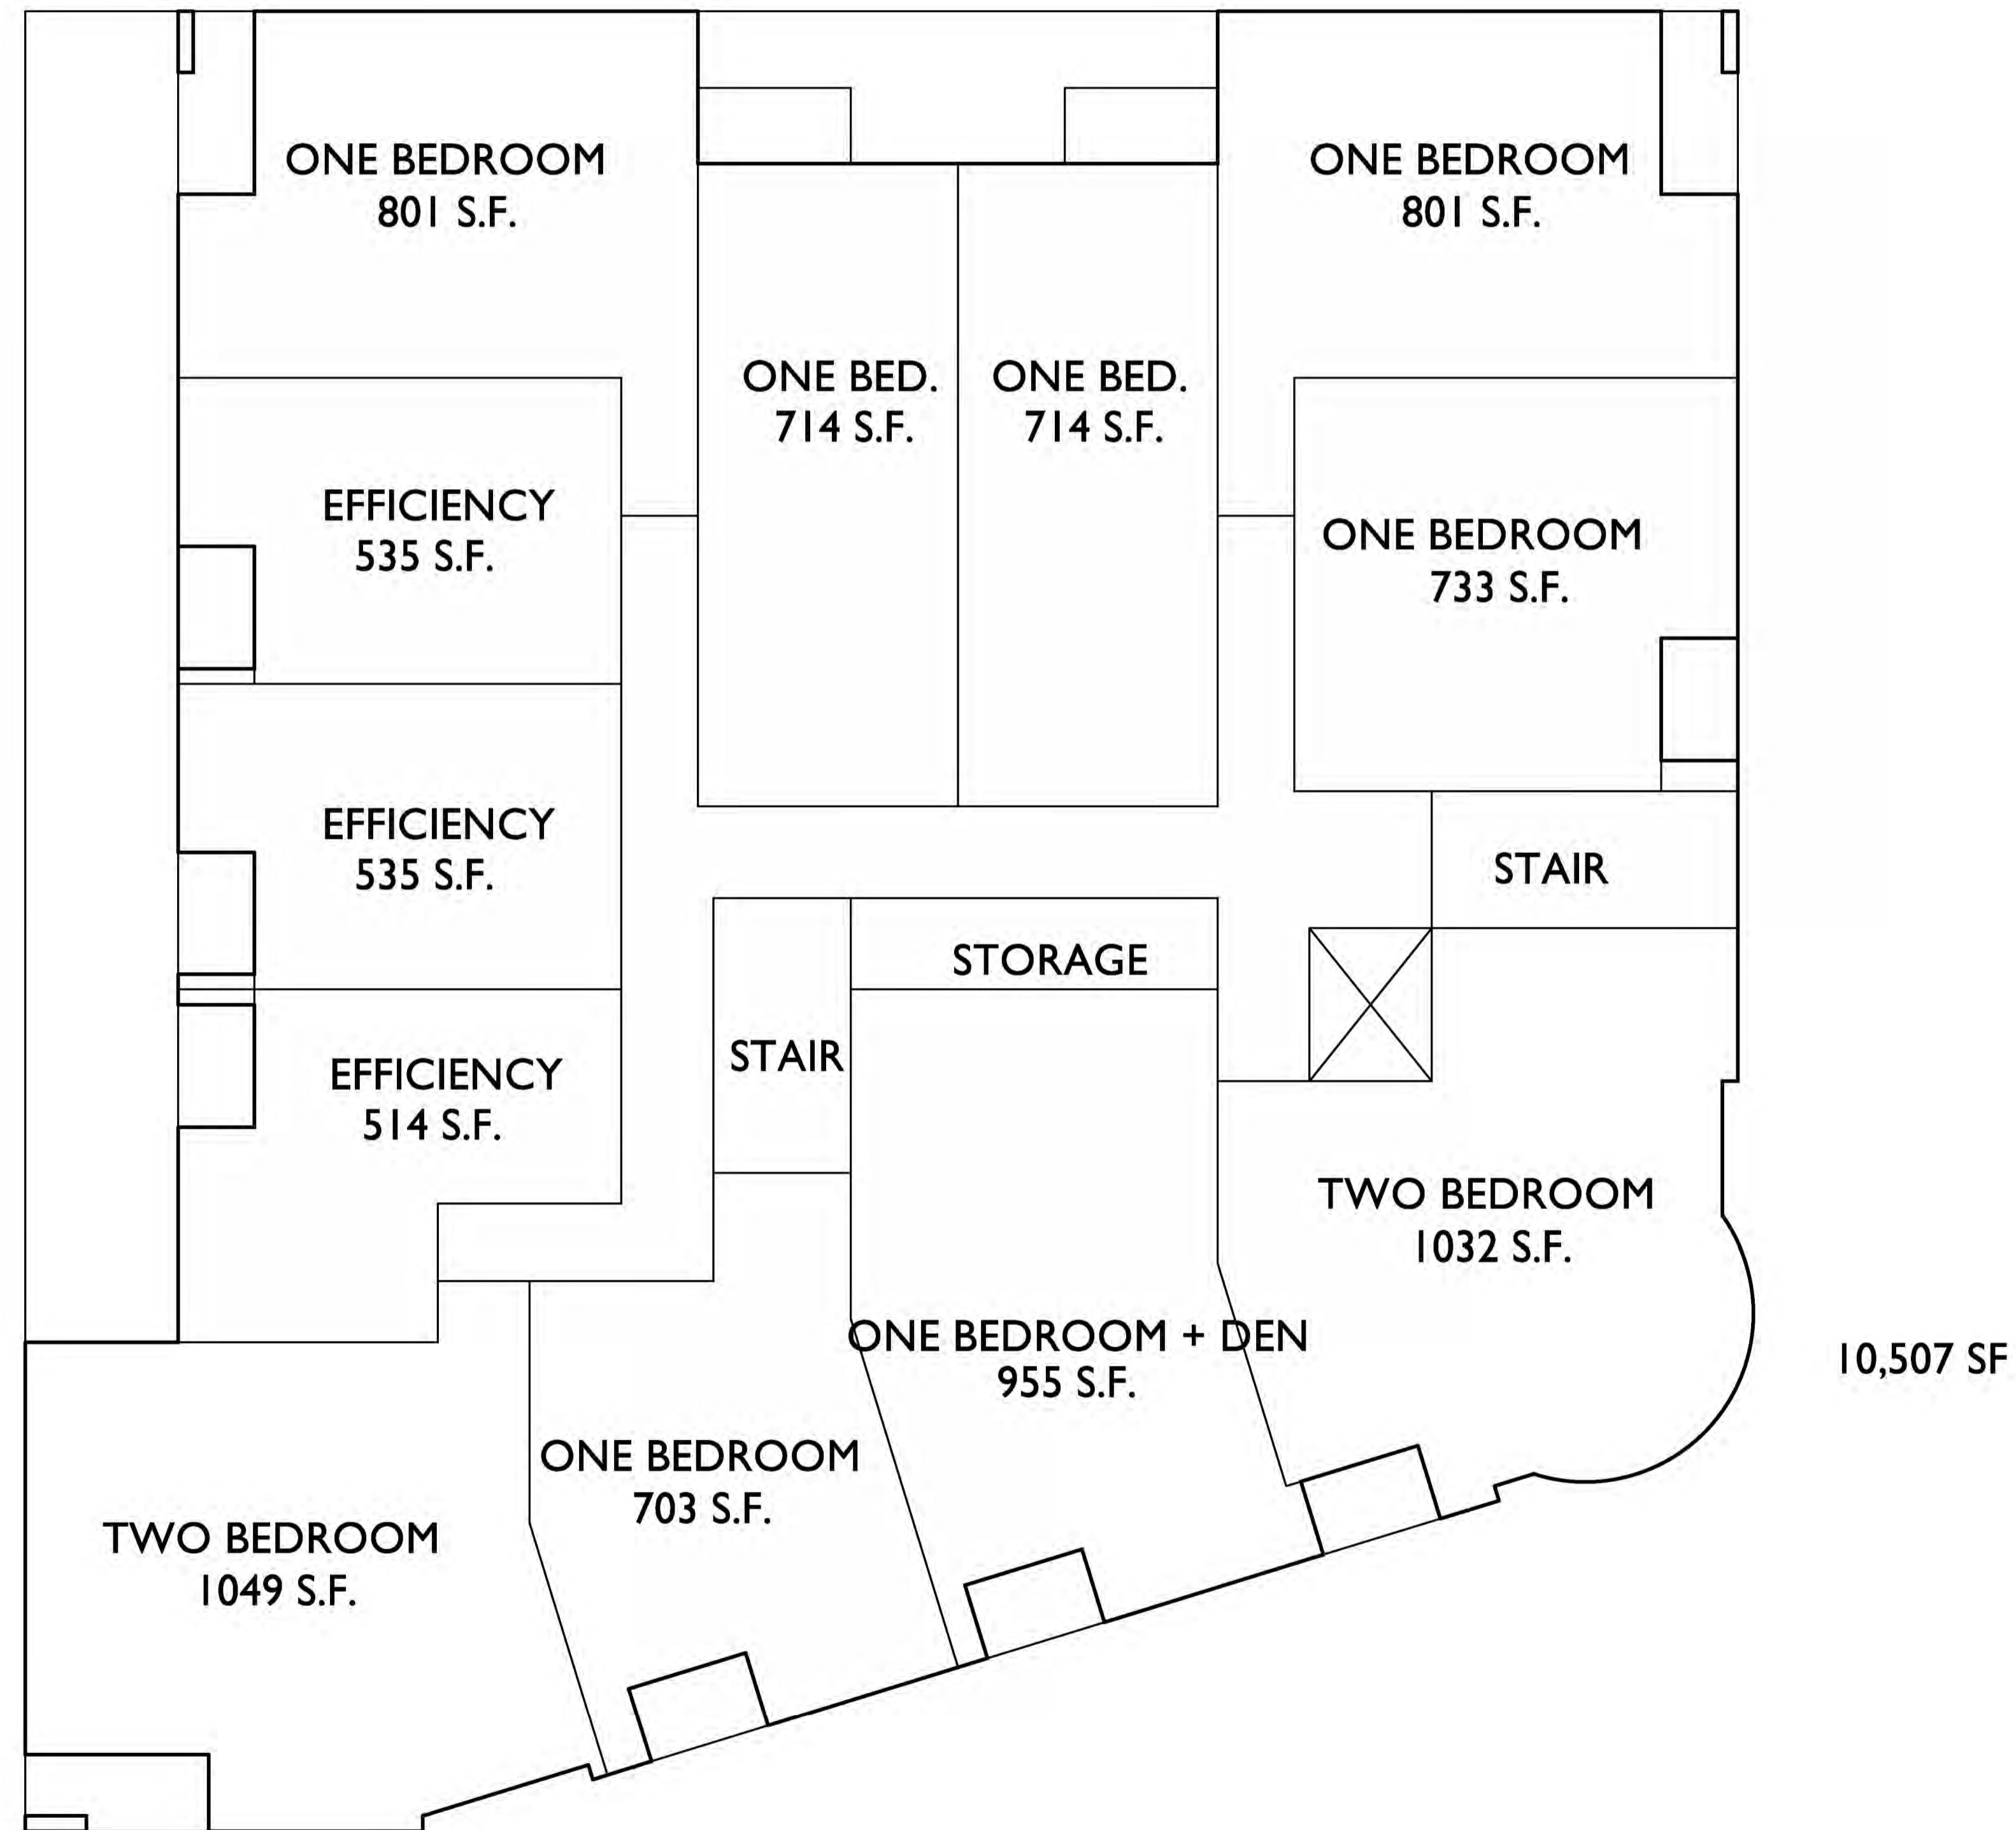 ONE BEDROOM
801 S.F.
ONE BEDROOM
801 S.F.
ONE BED.
714 S.F.
ONE BED.
714 S.F.
EFFICIENCY
535 S.F.
ONE BEDROOM
733 S.F.
EFFICIENCY
535 S.F.
STAIR
STORAGE
STAIR
EFFICIENCY
514 S.F.
TWO BEDROOM
1032 S.F.
ONE BEDROOM + DEN
955 S.F.
10,507 SF
ONE BEDROOM
703 S.F.
TWO BEDROOM
1049 S.F.